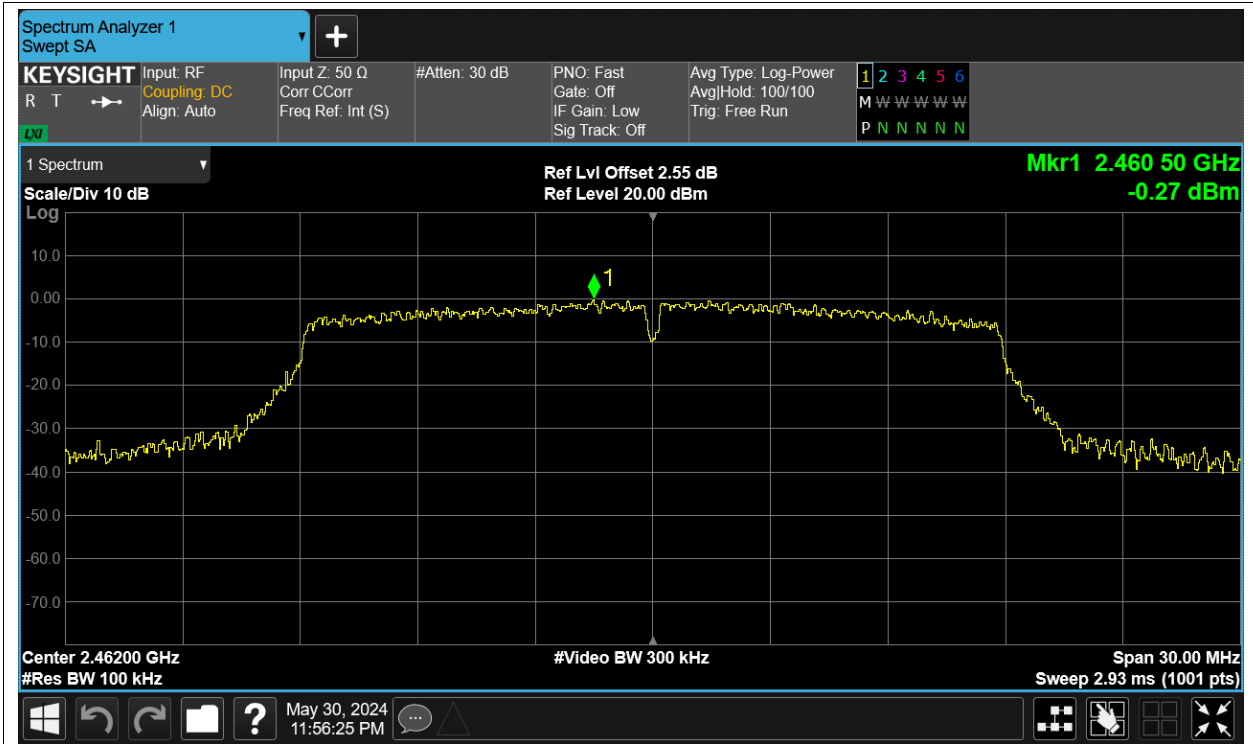 Spectrum Analyzer 1
Swept SA
+
KEYSIGHT
R T
LXI
Input: RF
Coupling: DC
Align: Auto
Input Z: 50 Ω
Corr CCorr
Freq Ref: Int (S)
#Atten: 30 dB
PNO: Fast
Gate: Off
IF Gain: Low
Sig Track: Off
Avg Type: Log-Power
Avg|Hold: 100/100
Trig: Free Run
1 2 3 4 5 6
M W W W W W
P N N N N N
1 Spectrum
Scale/Div 10 dB
Log
Ref Lvl Offset 2.55 dB
Ref Level 20.00 dBm
Mkr1 2.460 50 GHz
-0.27 dBm
10.0
0.00
-10.0
-20.0
-30.0
-40.0
-50.0
-60.0
-70.0
1
Center 2.46200 GHz
#Res BW 100 kHz
#Video BW 300 kHz
Span 30.00 MHz
Sweep 2.93 ms (1001 pts)
?
May 30, 2024
11:56:25 PM